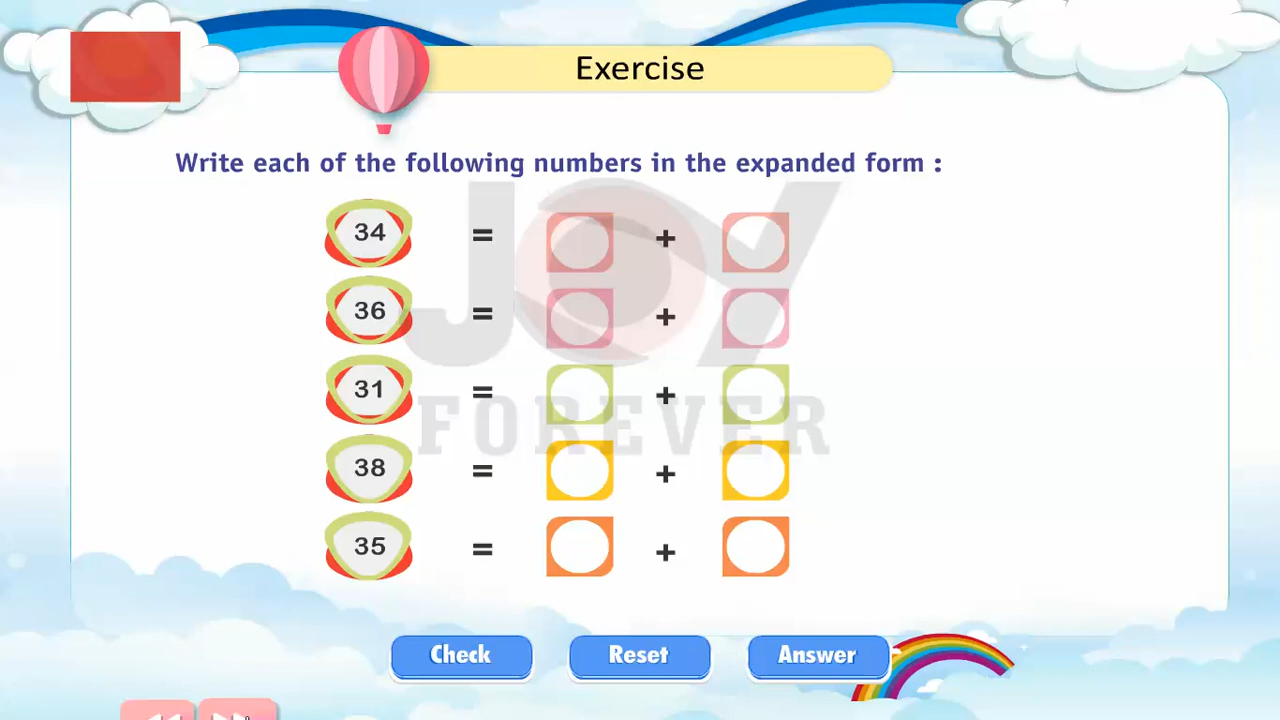 Exercise
Write each of the following numbers in the expanded form :
34 = +
36 = +
31 = +
38 = +
35 = +
JOY
FOREVER
Check Reset Answer